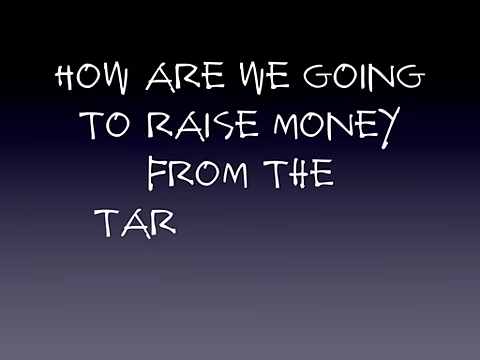 HOW ARE WE GOING
TO RAISE MONEY
FROM THE
TAR